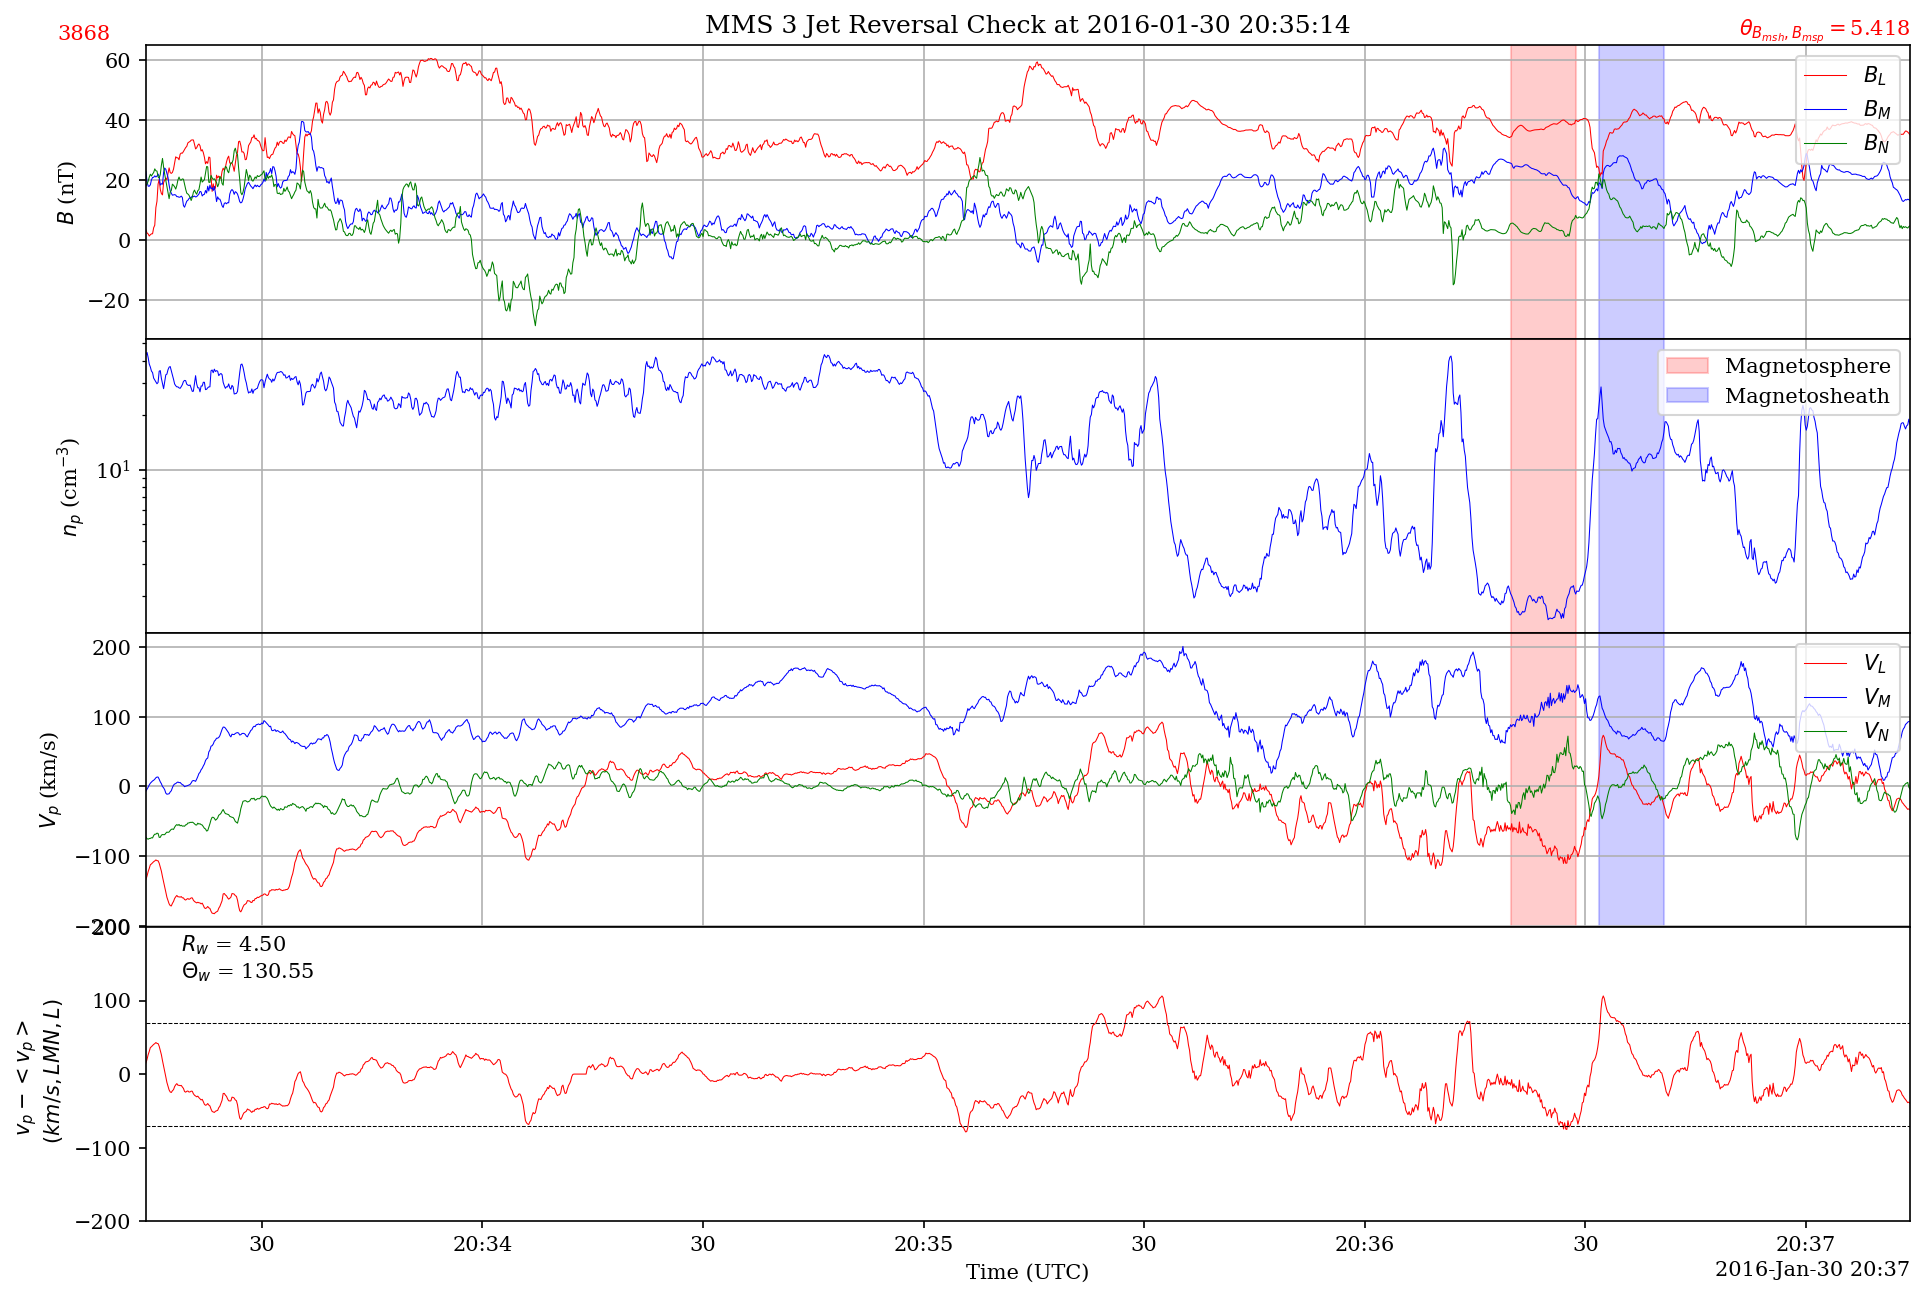 MMS 3 Jet Reversal Check at 2016-01-30 20:35:14
3868
θ_{B_{msh}, B_{msp}} = 5.418
60
40
20
0
−20
B (nT)
B_L
B_M
B_N
10^1
n_p (cm^{−3})
Magnetosphere
Magnetosheath
200
100
0
−100
−200
V_p (km/s)
V_L
V_M
V_N
200
100
0
−100
−200
v_p − < v_p >
(km/s, LMN, L)
R_w = 4.50
Θ_w = 130.55
30
20:34
30
20:35
30
20:36
30
20:37
Time (UTC)
2016-Jan-30 20:37